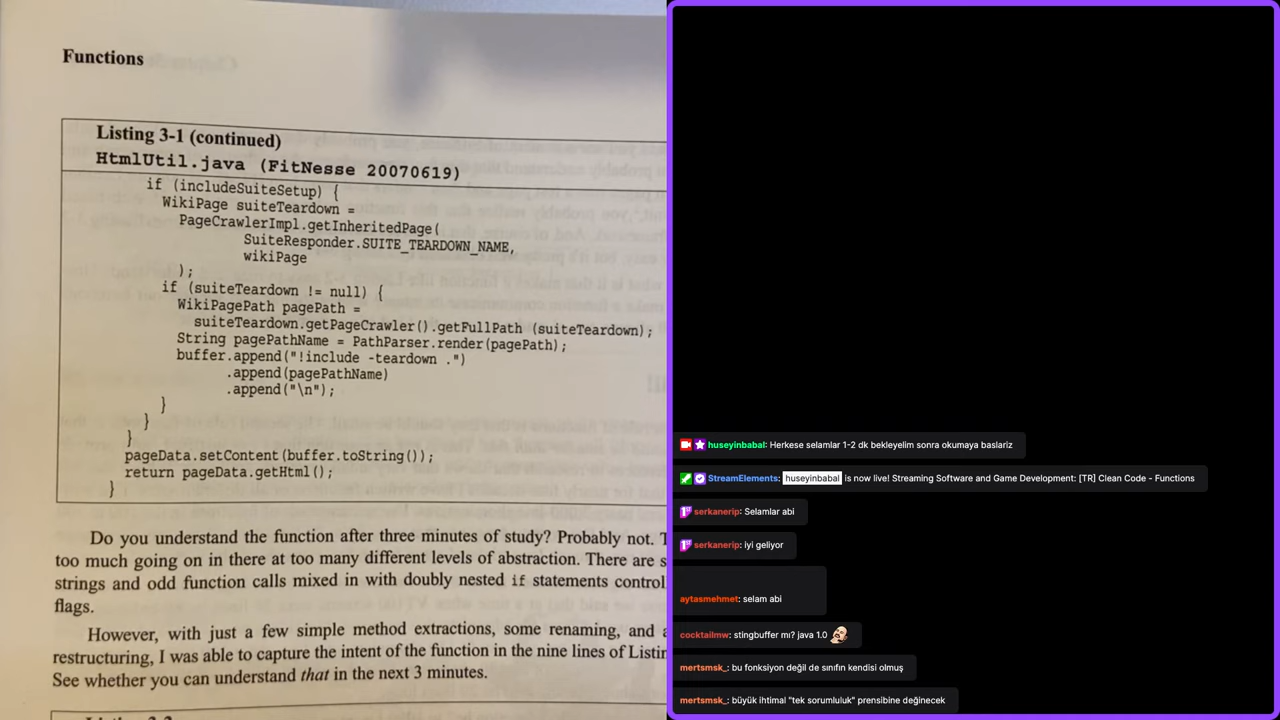 Functions
Listing 3-1 (continued)
HtmlUtil.java (FitNesse 20070619)
if (includeSuiteSetup) {
WikiPage suiteTeardown =
PageCrawlerImpl.getInheritedPage(
SuiteResponder.SUITE_TEARDOWN_NAME,
wikiPage
);
if (suiteTeardown != null) {
WikiPagePath pagePath =
suiteTeardown.getPageCrawler().getFullPath (suiteTeardown);
String pagePathName = PathParser.render(pagePath);
buffer.append("!include -teardown .")
.append(pagePathName)
.append("\n");
}
}
}
pageData.setContent(buffer.toString());
return pageData.getHtml();
}
Do you understand the function after three minutes of study? Probably not. T
too much going on in there at too many different levels of abstraction. There are s
strings and odd function calls mixed in with doubly nested if statements control
flags.
However, with just a few simple method extractions, some renaming, and a
restructuring, I was able to capture the intent of the function in the nine lines of Listin
See whether you can understand that in the next 3 minutes.
huseyinbabal: Herkese selamlar 1-2 dk bekleyelim sonra okumaya baslariz
StreamElements: huseyinbabal is now live! Streaming Software and Game Development: [TR] Clean Code - Functions
serkanerip: Selamlar abi
serkanerip: iyi geliyor
aytasmehmet: selam abi
cocktailmw: stingbuffer mı? java 1.0
mertsmsk_: bu fonksiyon değil de sınıfın kendisi olmuş
mertsmsk_: büyük ihtimal "tek sorumluluk" prensibine değinecek